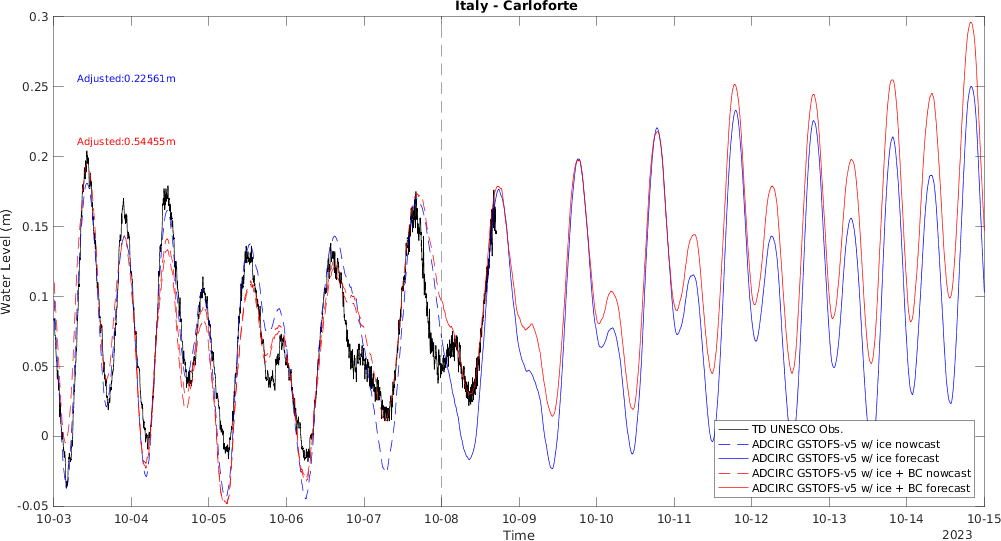 Italy - Carloforte
Adjusted:0.22561m
Adjusted:0.54455m
Water Level (m)
0.3
0.25
0.2
0.15
0.1
0.05
0
-0.05
TD UNESCO Obs.
ADCIRC GSTOFS-v5 w/ ice nowcast
ADCIRC GSTOFS-v5 w/ ice forecast
ADCIRC GSTOFS-v5 w/ ice + BC nowcast
ADCIRC GSTOFS-v5 w/ ice + BC forecast
10-03 10-04 10-05 10-06 10-07 10-08 10-09 10-10 10-11 10-12 10-13 10-14 10-15
Time
2023